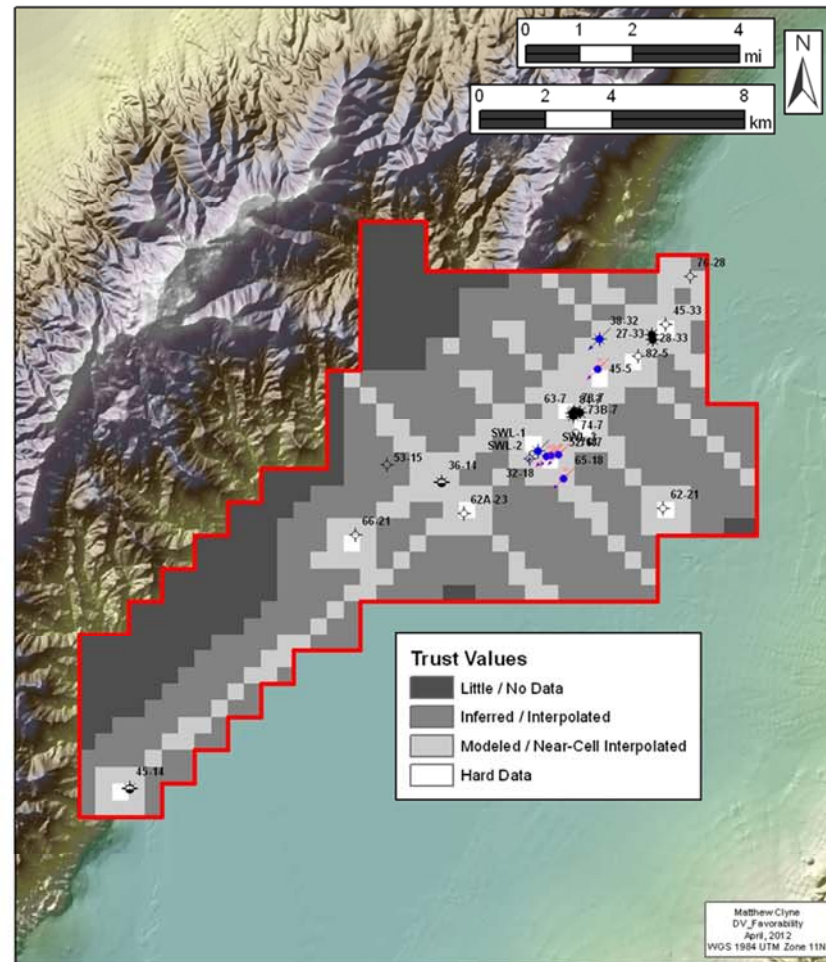 0 1 2 4
mi
N
0 2 4 8
km
76-28
45-33
38-32
27-33
28-33
82-5
45-5
63-7
73B-7
74-7
SWL-1
SWL-2
53-15
32-18
65-18
36-14
62A-23
62-21
66-21
Trust Values
Little / No Data
Inferred / Interpolated
Modeled / Near-Cell Interpolated
Hard Data
45-14
Matthew Clyne
DV_Favorability
April, 2012
WGS 1984 UTM Zone 11N